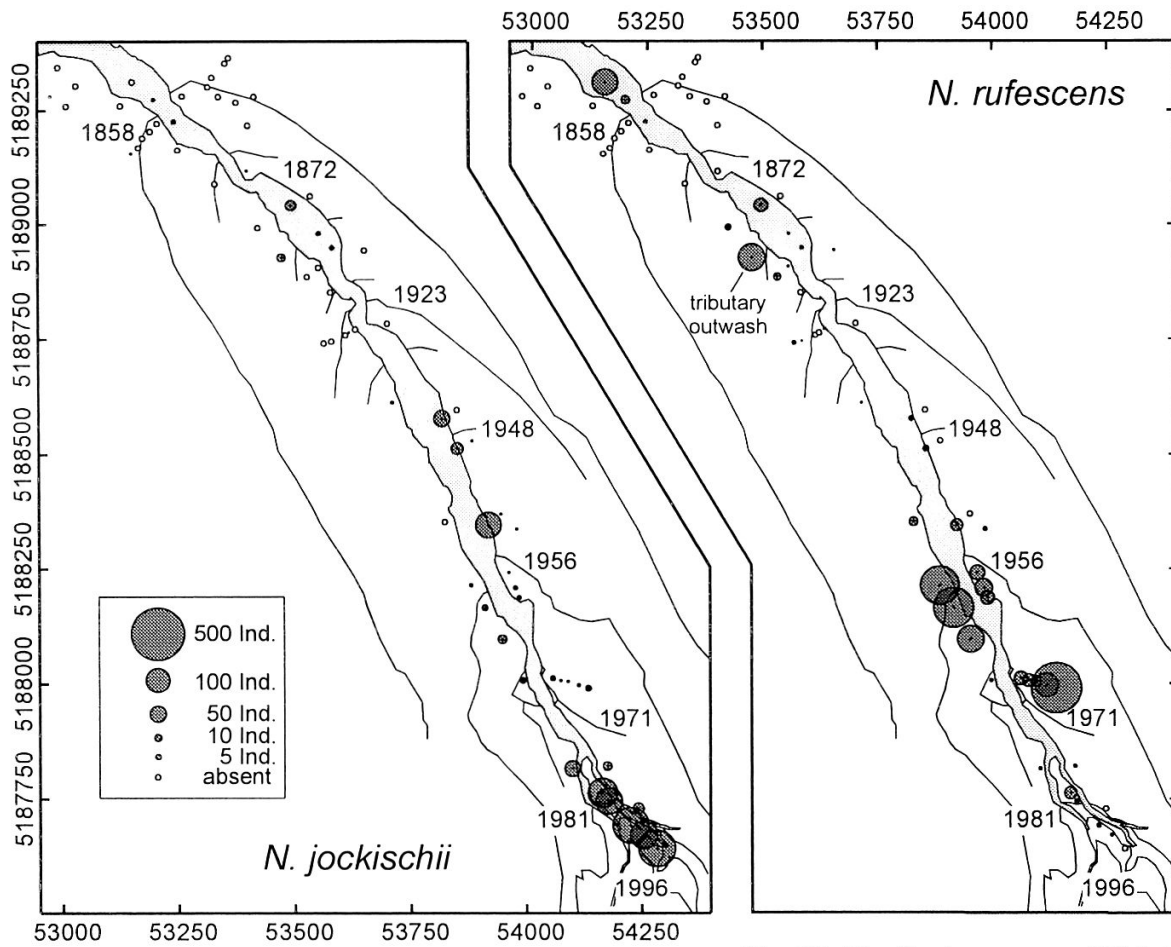 53000 53250 53500 53750 54000 54250
5189250
5189000
5188750
5188500
5188250
5188000
5187750
1858
1872
1923
1948
1956
1971
1981
1996
N. jockischii
500 Ind.
100 Ind.
50 Ind.
10 Ind.
5 Ind.
absent
N. rufescens
1858
1872
tributary
outwash
1923
1948
1956
1971
1981
1996
53000 53250 53500 53750 54000 54250